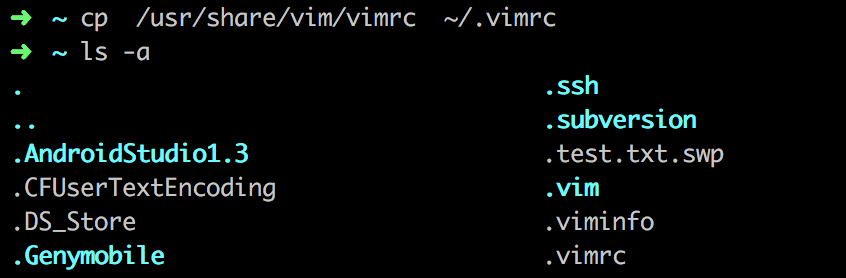 ➜ ~ cp /usr/share/vim/vimrc ~/.vimrc
➜ ~ ls -a
. .ssh
.. .subversion
.AndroidStudio1.3 .test.txt.swp
.CFUserTextEncoding .vim
.DS_Store .viminfo
.Genymobile .vimrc